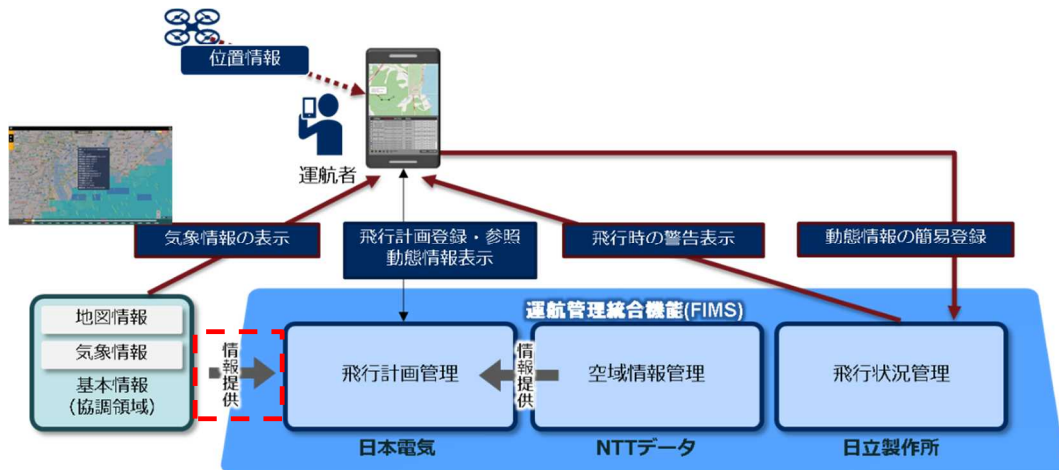 位置情報
運航者
気象情報の表示
飛行計画登録・参照
動態情報表示
飛行時の警告表示
動態情報の簡易登録
運航管理統合機能(FIMS)
地図情報
気象情報
基本情報
(協調領域)
情報提供
飛行計画管理
情報提供
空域情報管理
飛行状況管理
日本電気
NTTデータ
日立製作所